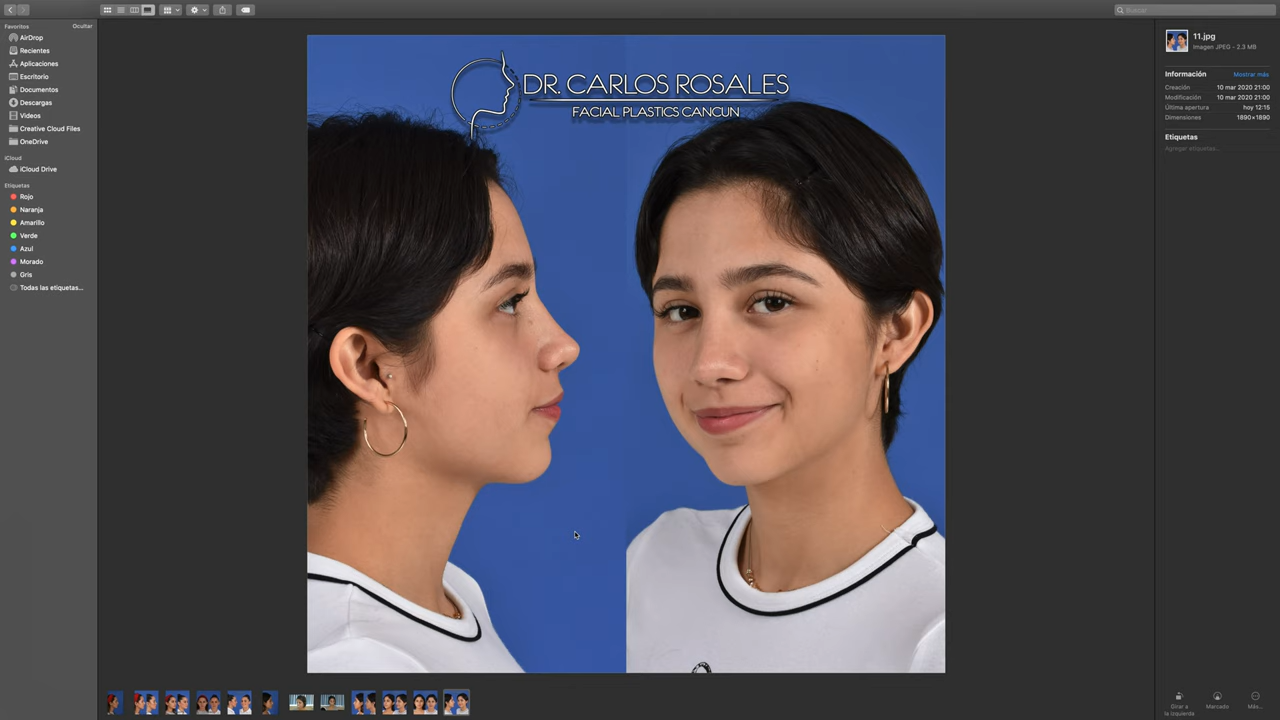 Buscar
Favoritos
Ocultar
AirDrop
Recientes
Aplicaciones
Escritorio
Documentos
Descargas
Videos
Creative Cloud Files
OneDrive
iCloud
iCloud Drive
Etiquetas
Rojo
Naranja
Amarillo
Verde
Azul
Morado
Gris
Todas las etiquetas...
DR. CARLOS ROSALES
FACIAL PLASTICS CANCUN
11.jpg
Imagen JPEG - 2.3 MB
Información
Mostrar más
Creación 10 mar 2020 21:00
Modificación 10 mar 2020 21:00
Última apertura hoy 12:15
Dimensiones 1890×1890
Etiquetas
Agregar etiquetas...
Girar a la izquierda
Marcado
Más...